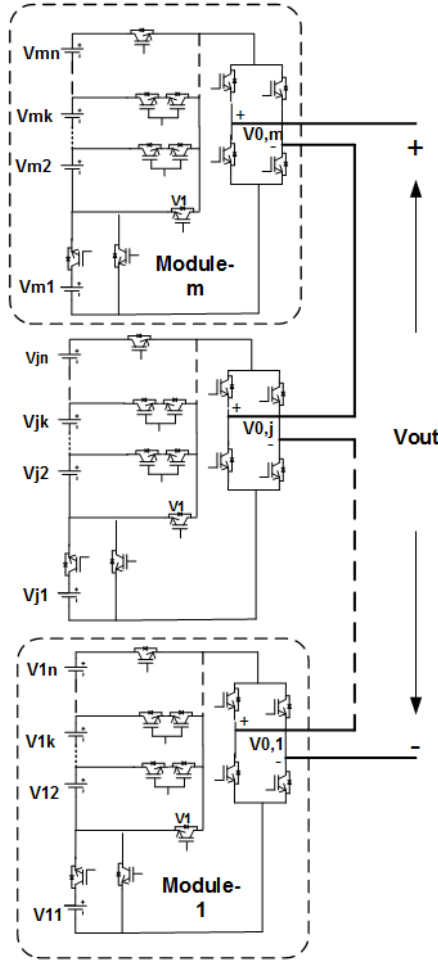 Vmn
Vmk
+
V0,m
-
+
Vm2
V1
Module-
m
Vm1
Vjn
Vjk
+
V0,j
-
Vout
Vj2
V1
Vj1
V1n
V1k
+
V0,1
-
-
V12
V1
Module-
1
V11